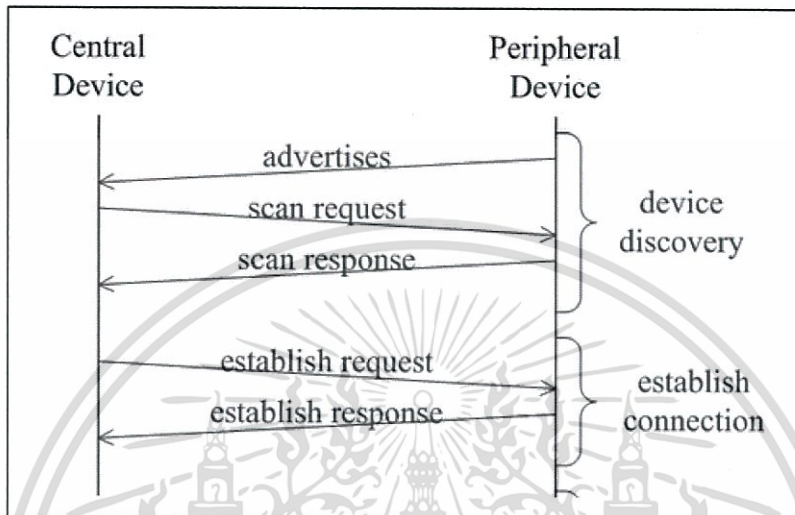 Central
Device
Peripheral
Device
advertises
scan request
scan response
device
discovery
establish request
establish response
establish
connection